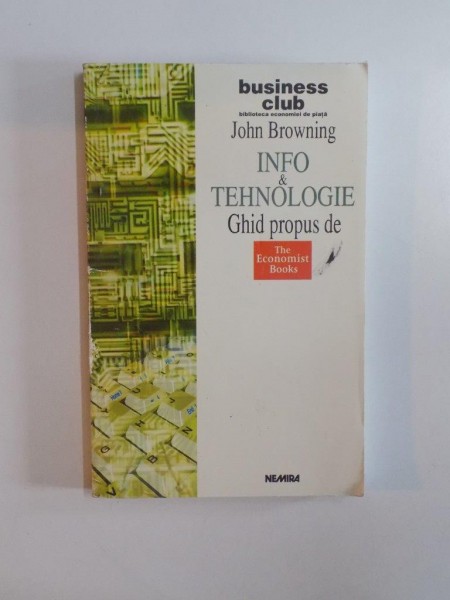 business
club
biblioteca economiei de piață
John Browning
INFO
&
TEHNOLOGIE
Ghid propus de
The
Economist
Books
NEMIRA